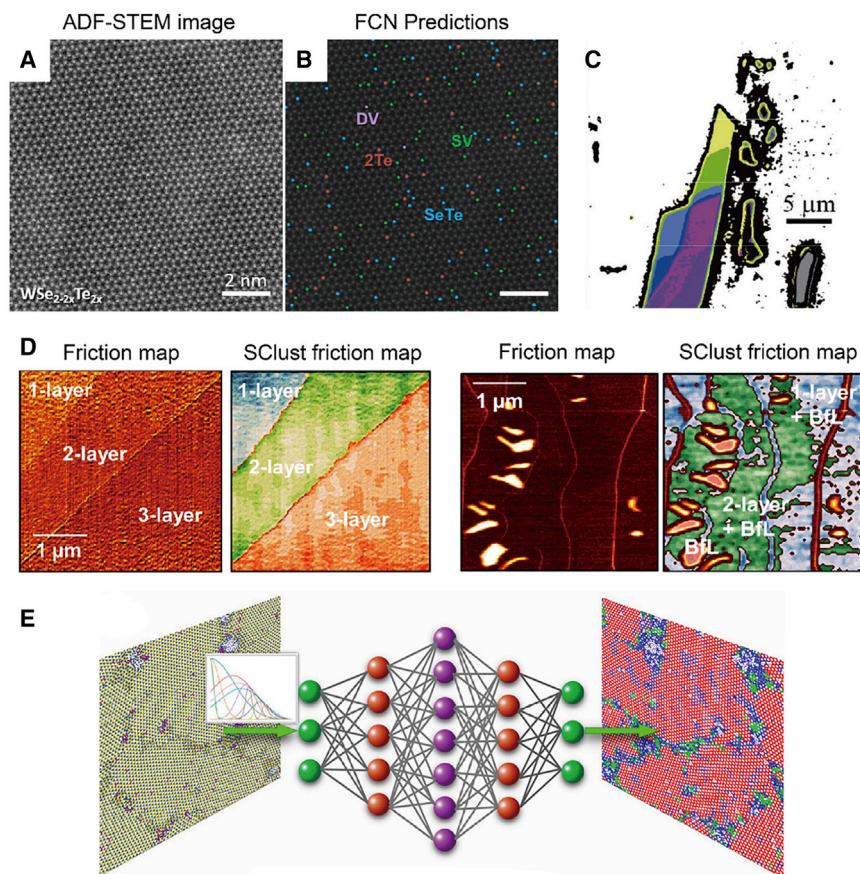 ADF-STEM image
FCN Predictions
A
B
C
DV
2Te
SV
SeTe
WSe2-2xTe2x
2 nm
5 μm
D
Friction map
SClust friction map
Friction map
SClust friction map
1-layer
2-layer
3-layer
1 μm
1-layer
2-layer
3-layer
1 μm
1-layer
+ BfL
2-layer
+ BfL
BfL
E